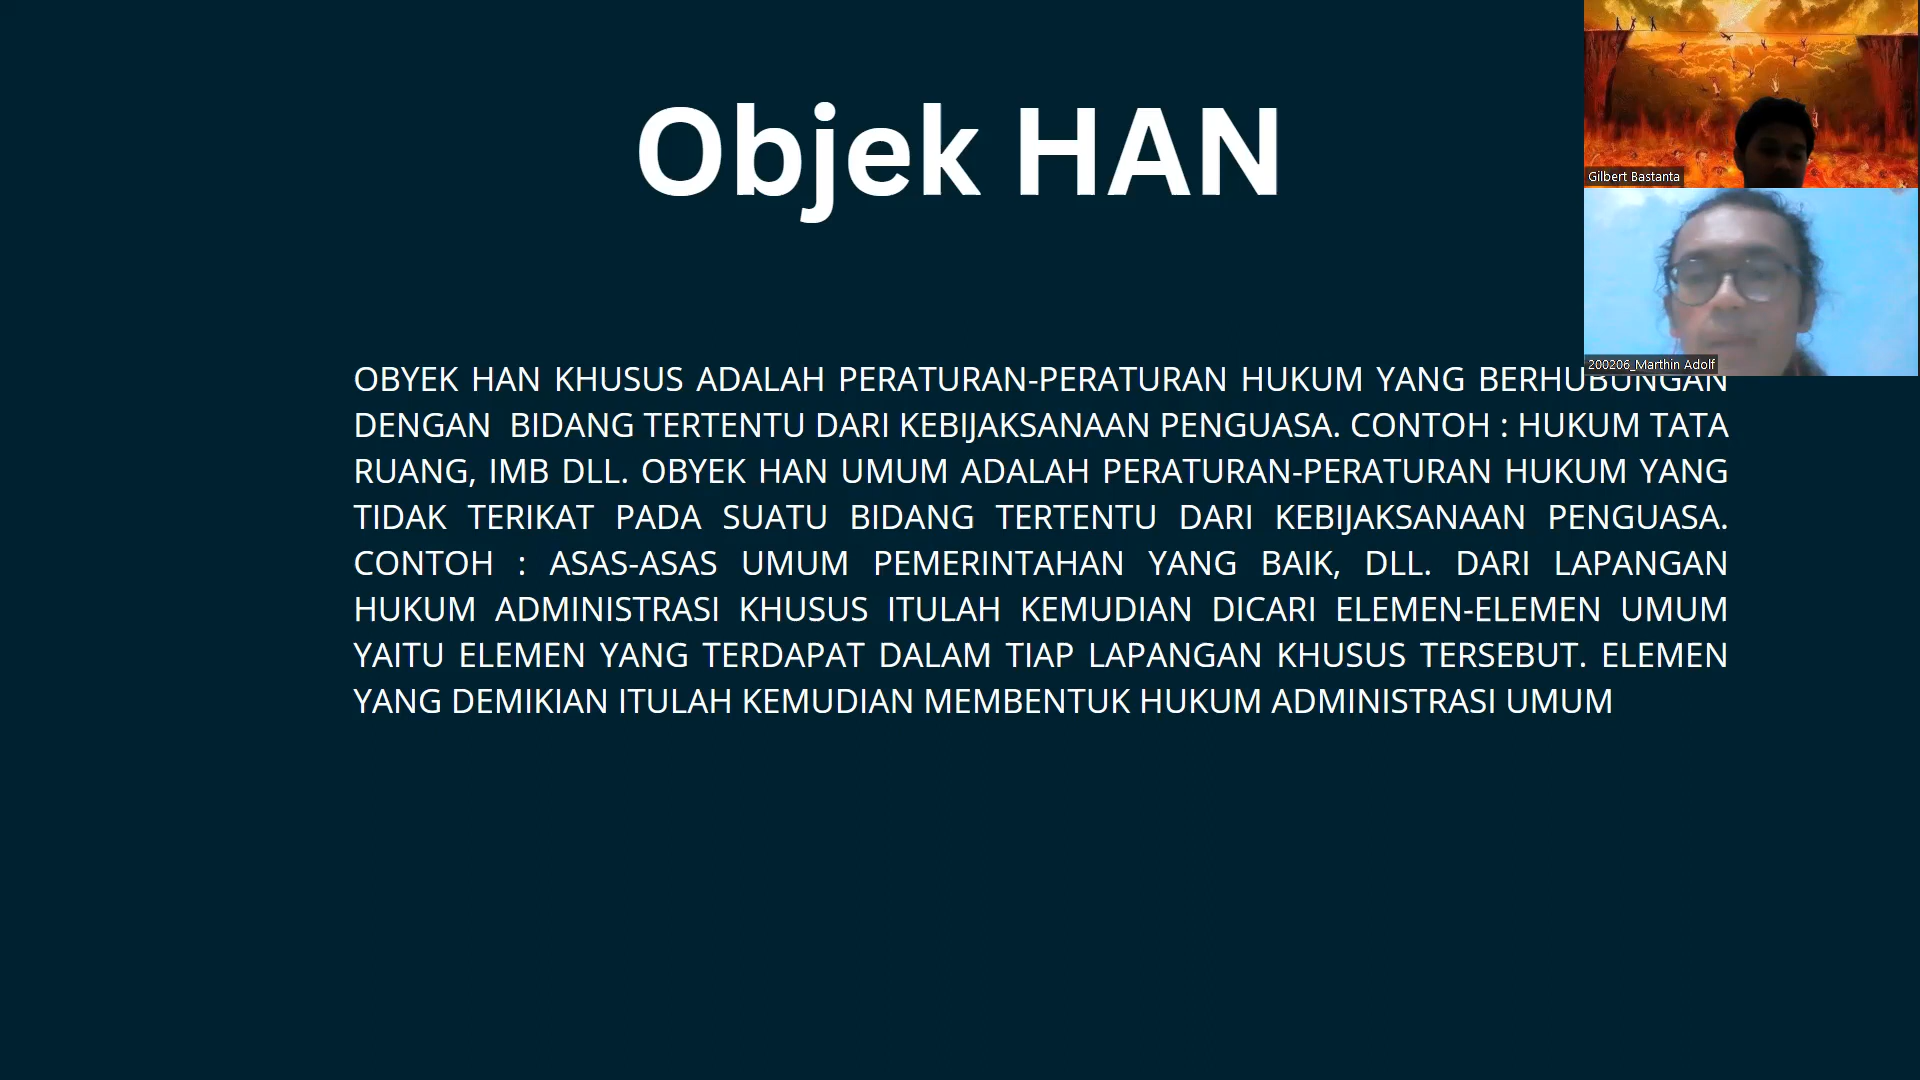 Objek HAN
Gilbert Bastanta
200206_Marthin Adolf
OBYEK HAN KHUSUS ADALAH PERATURAN-PERATURAN HUKUM YANG BERHUBUNGAN
DENGAN BIDANG TERTENTU DARI KEBIJAKSANAAN PENGUASA. CONTOH : HUKUM TATA
RUANG, IMB DLL. OBYEK HAN UMUM ADALAH PERATURAN-PERATURAN HUKUM YANG
TIDAK TERIKAT PADA SUATU BIDANG TERTENTU DARI KEBIJAKSANAAN PENGUASA.
CONTOH : ASAS-ASAS UMUM PEMERINTAHAN YANG BAIK, DLL. DARI LAPANGAN
HUKUM ADMINISTRASI KHUSUS ITULAH KEMUDIAN DICARI ELEMEN-ELEMEN UMUM
YAITU ELEMEN YANG TERDAPAT DALAM TIAP LAPANGAN KHUSUS TERSEBUT. ELEMEN
YANG DEMIKIAN ITULAH KEMUDIAN MEMBENTUK HUKUM ADMINISTRASI UMUM